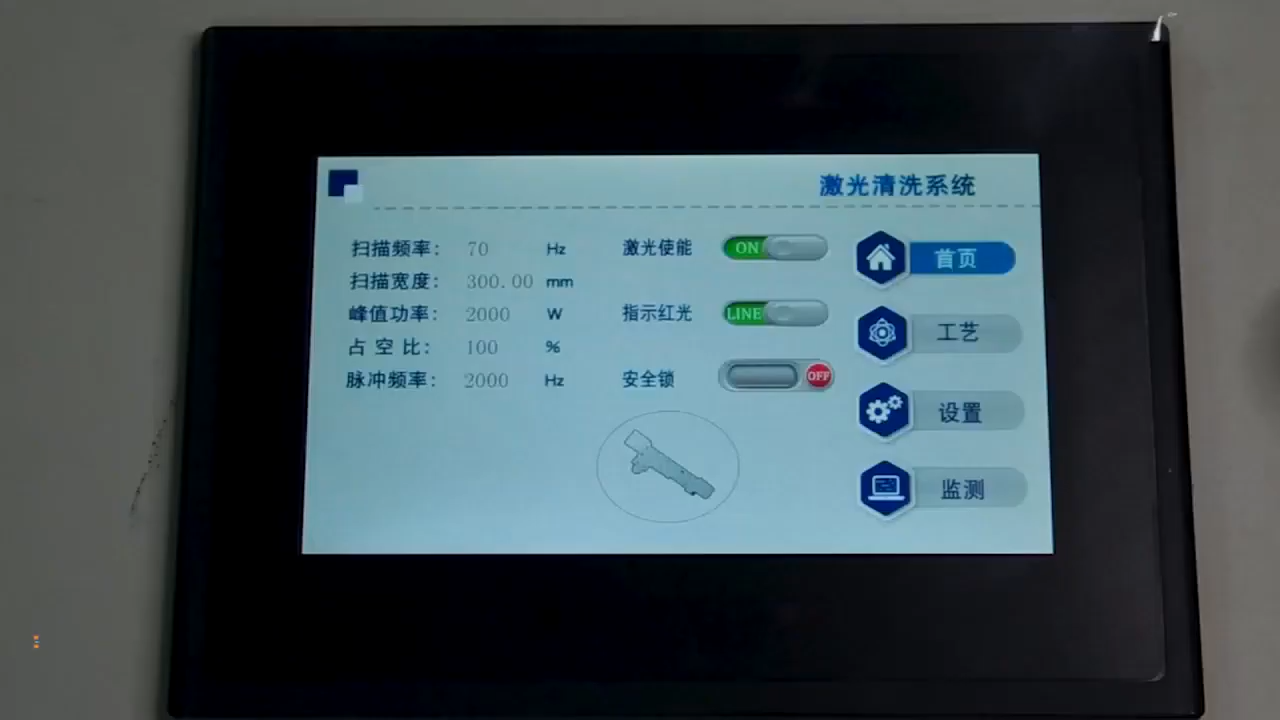 激光清洗系统
扫描频率： 70 Hz
扫描宽度： 300.00 mm
峰值功率： 2000 W
占空比： 100 %
脉冲频率： 2000 Hz
激光使能 ON
指示红光 LINE
安全锁 OFF
首页
工艺
设置
监测